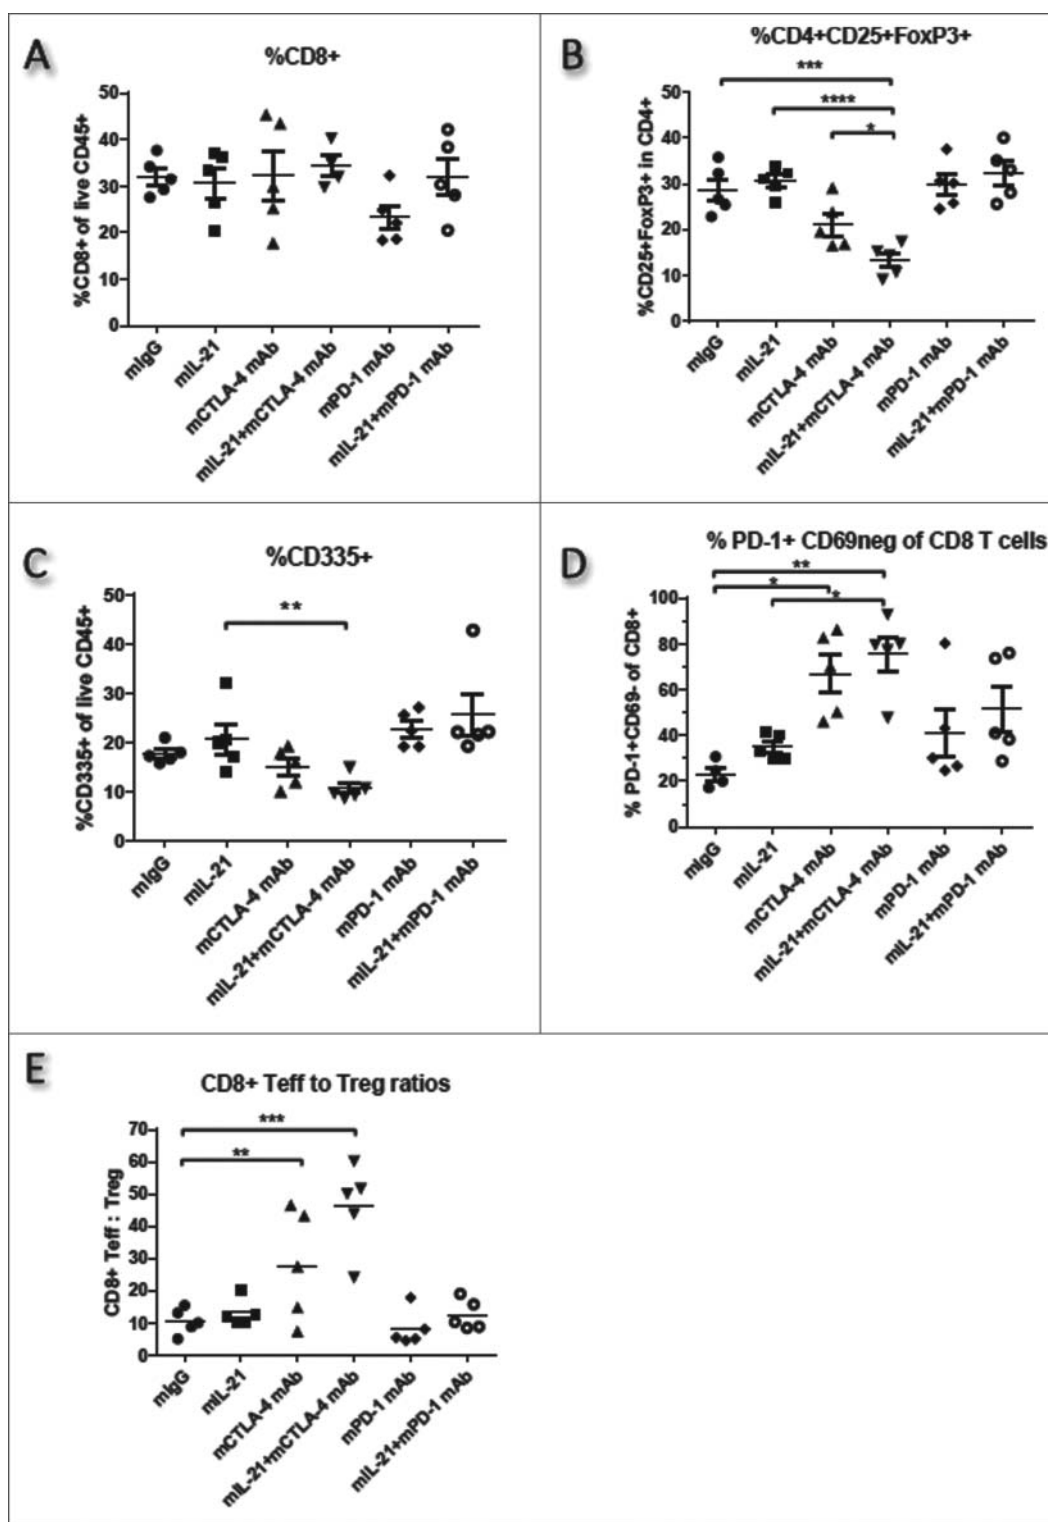 A
%CD8+
%CD8+ of live CD45+
50
40
30
20
10
0
mIgG
mIL-21
mCTLA-4 mAb
mIL-21+mCTLA-4 mAb
mPD-1 mAb
mIL-21+mPD-1 mAb
B
%CD4+CD25+FoxP3+
***
****
*
%CD25+FoxP3+ in CD4+
50
40
30
20
10
0
mIgG
mIL-21
mCTLA-4 mAb
mIL-21+mCTLA-4 mAb
mPD-1 mAb
mIL-21+mPD-1 mAb
C
%CD335+
**
%CD335+ of live CD45+
50
40
30
20
10
0
mIgG
mIL-21
mCTLA-4 mAb
mIL-21+mCTLA-4 mAb
mPD-1 mAb
mIL-21+mPD-1 mAb
D
% PD-1+ CD69neg of CD8 T cells
**
*
*
% PD-1+CD69- of CD8+
100
80
60
40
20
0
mIgG
mIL-21
mCTLA-4 mAb
mIL-21+mCTLA-4 mAb
mPD-1 mAb
mIL-21+mPD-1 mAb
E
CD8+ Teff to Treg ratios
***
**
CD8+ Teff : Treg
70
60
50
40
30
20
10
0
mIgG
mIL-21
mCTLA-4 mAb
mIL-21+mCTLA-4 mAb
mPD-1 mAb
mIL-21+mPD-1 mAb